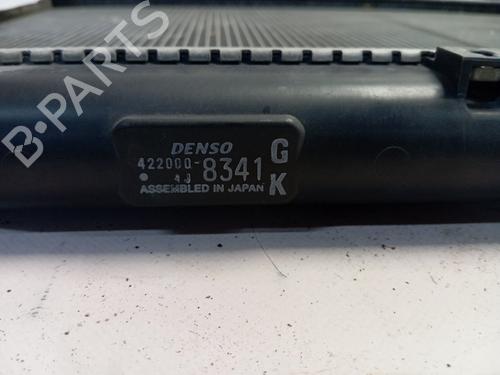 B-PARTS
DENSO
422000-8341 G
4J K
ASSEMBLED IN JAPAN